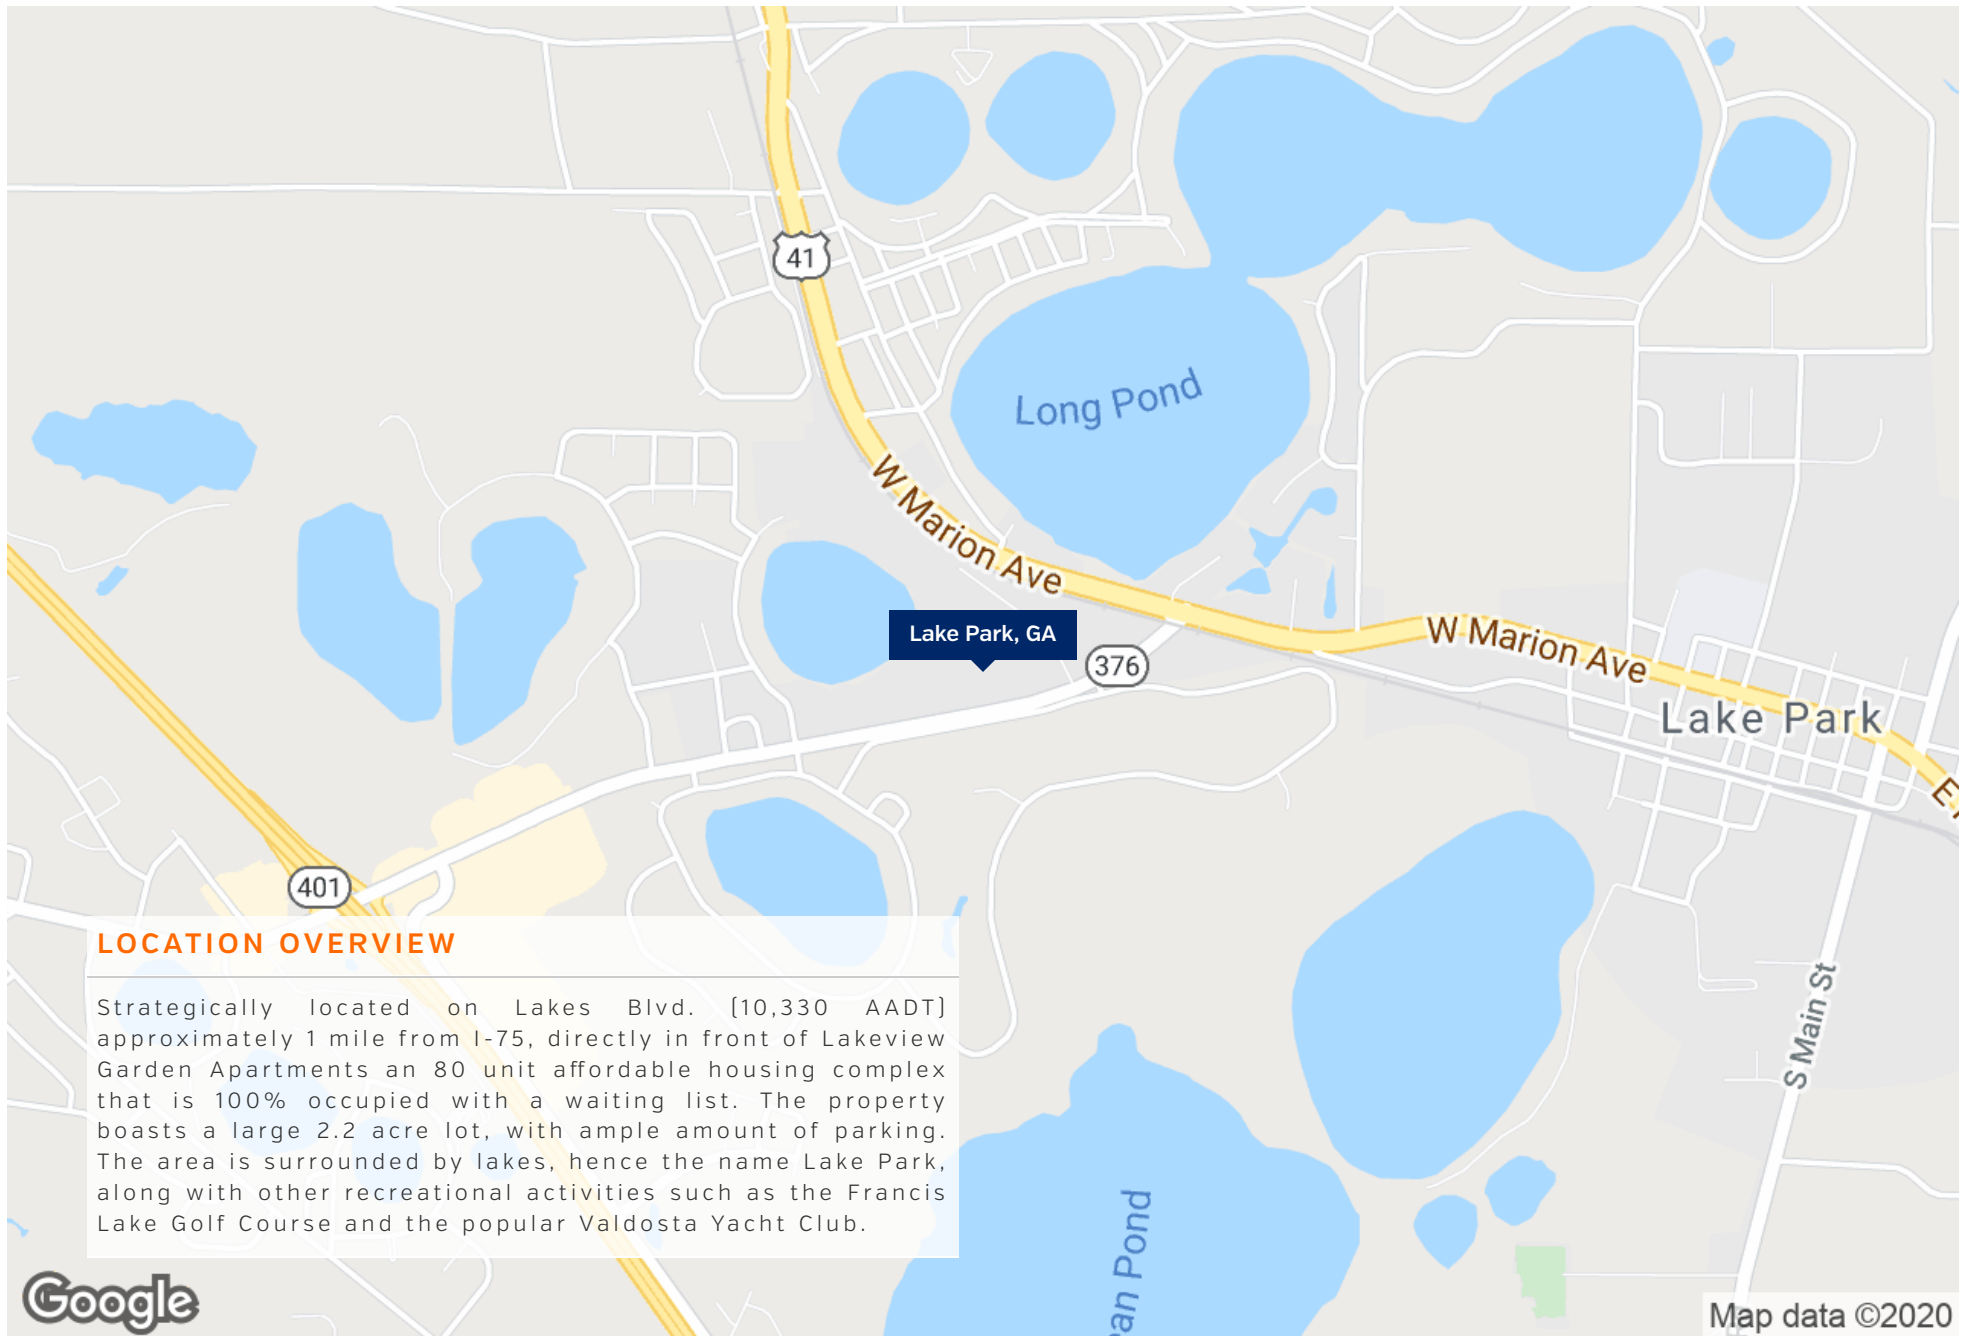 41
Long Pond
W Marion Ave
Lake Park, GA
376
W Marion Ave
Lake Park
E
401
LOCATION OVERVIEW
Strategically located on Lakes Blvd. (10,330 AADT)
approximately 1 mile from I-75, directly in front of Lakeview
Garden Apartments an 80 unit affordable housing complex
that is 100% occupied with a waiting list. The property
boasts a large 2.2 acre lot, with ample amount of parking.
The area is surrounded by lakes, hence the name Lake Park,
along with other recreational activities such as the Francis
Lake Golf Course and the popular Valdosta Yacht Club.
S Main St
an Pond
Google
Map data ©2020